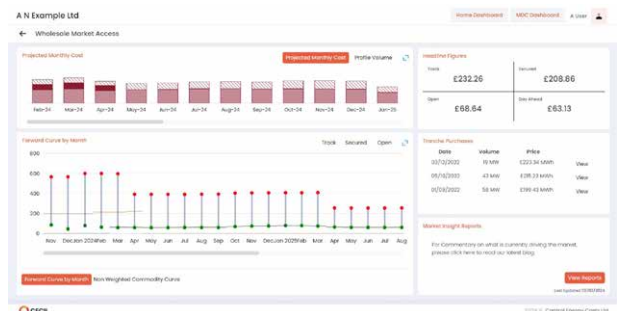 A N Example Ltd
Home Dashboard
MDC Dashboard
A User
Wholesale Market Access
Projected Monthly Cost
Projected Monthly Cost
Profile Volume
Feb-24 Mar-24 Apr-24 May-24 Jun-24 Jul-24 Aug-24 Sep-24 Oct-24 Nov-24 Dec-24 Jan-25
Headline Figures
Track
£232.26
Secured
£208.86
Open
£68.64
Day Ahead
£63.13
Forward Curve by Month
Track Secured Open
800
600
400
200
0
Nov Dec Jan 2024 Feb Mar Apr May Jun Jul Aug Sep Oct Nov Dec Jan 2025 Feb Mar Apr May Jun Jul Aug
Forward Curve by Month
Non Weighted Commodity Curve
Tranche Purchases
Date Volume Price
View
View
View
Market Insight Reports
For Commentary on what is currently driving the market,
please click here to read our latest blog.
View Reports